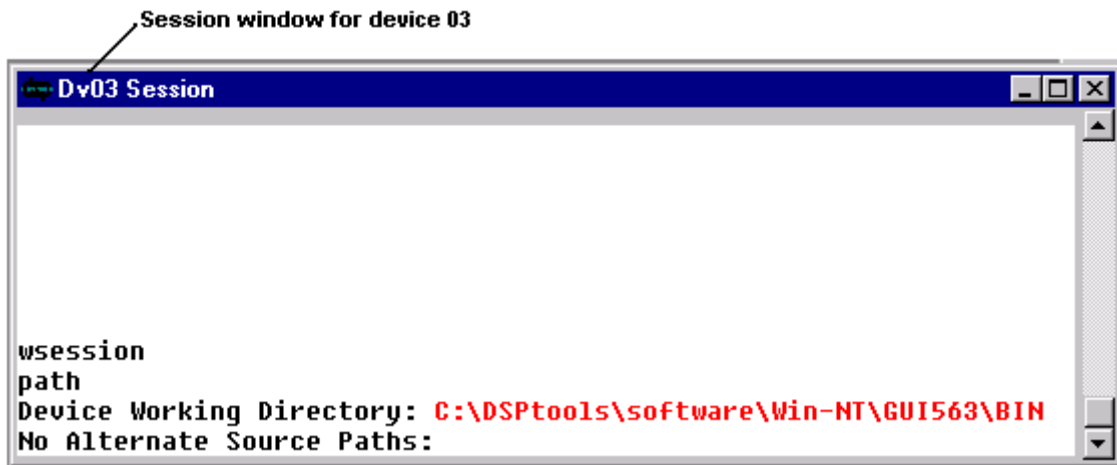 Session window for device 03
Dv03 Session
wsession
path
Device Working Directory: C:\DSPtools\software\Win-NT\GUI563\BIN
No Alternate Source Paths: